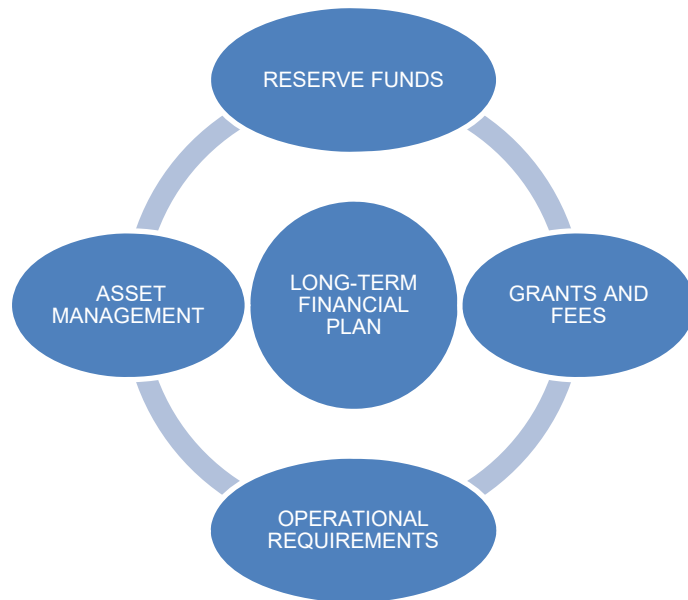 RESERVE FUNDS
ASSET
MANAGEMENT
LONG-TERM
FINANCIAL
PLAN
GRANTS AND
FEES
OPERATIONAL
REQUIREMENTS